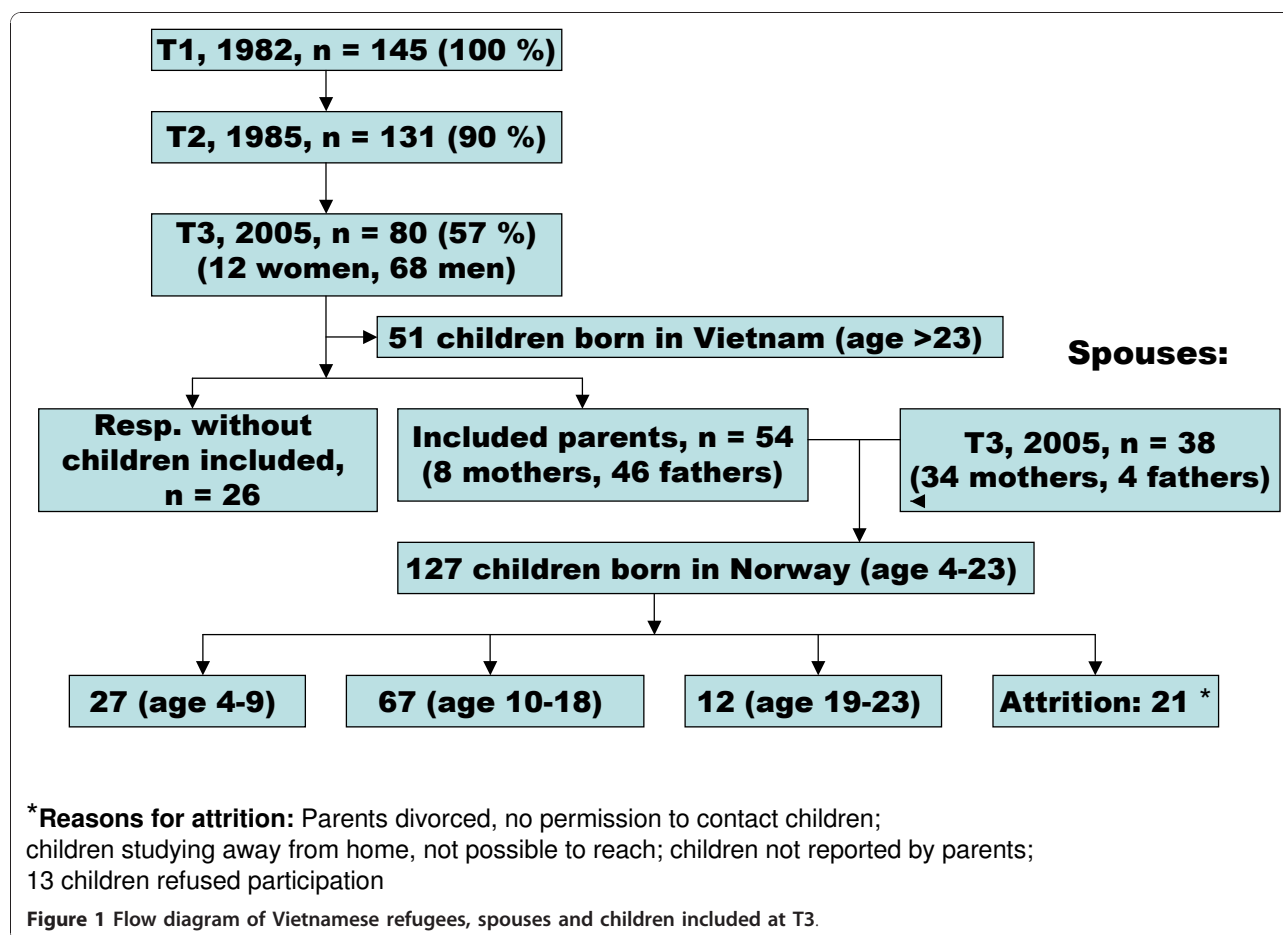 T1, 1982, n = 145 (100 %)
T2, 1985, n = 131 (90 %)
T3, 2005, n = 80 (57 %)
(12 women, 68 men)
51 children born in Vietnam (age >23)
Spouses:
Resp. without
children included,
n = 26
Included parents, n = 54
(8 mothers, 46 fathers)
T3, 2005, n = 38
(34 mothers, 4 fathers)
127 children born in Norway (age 4-23)
27 (age 4-9)
67 (age 10-18)
12 (age 19-23)
Attrition: 21 *
*Reasons for attrition: Parents divorced, no permission to contact children;
children studying away from home, not possible to reach; children not reported by parents;
13 children refused participation
Figure 1 Flow diagram of Vietnamese refugees, spouses and children included at T3.